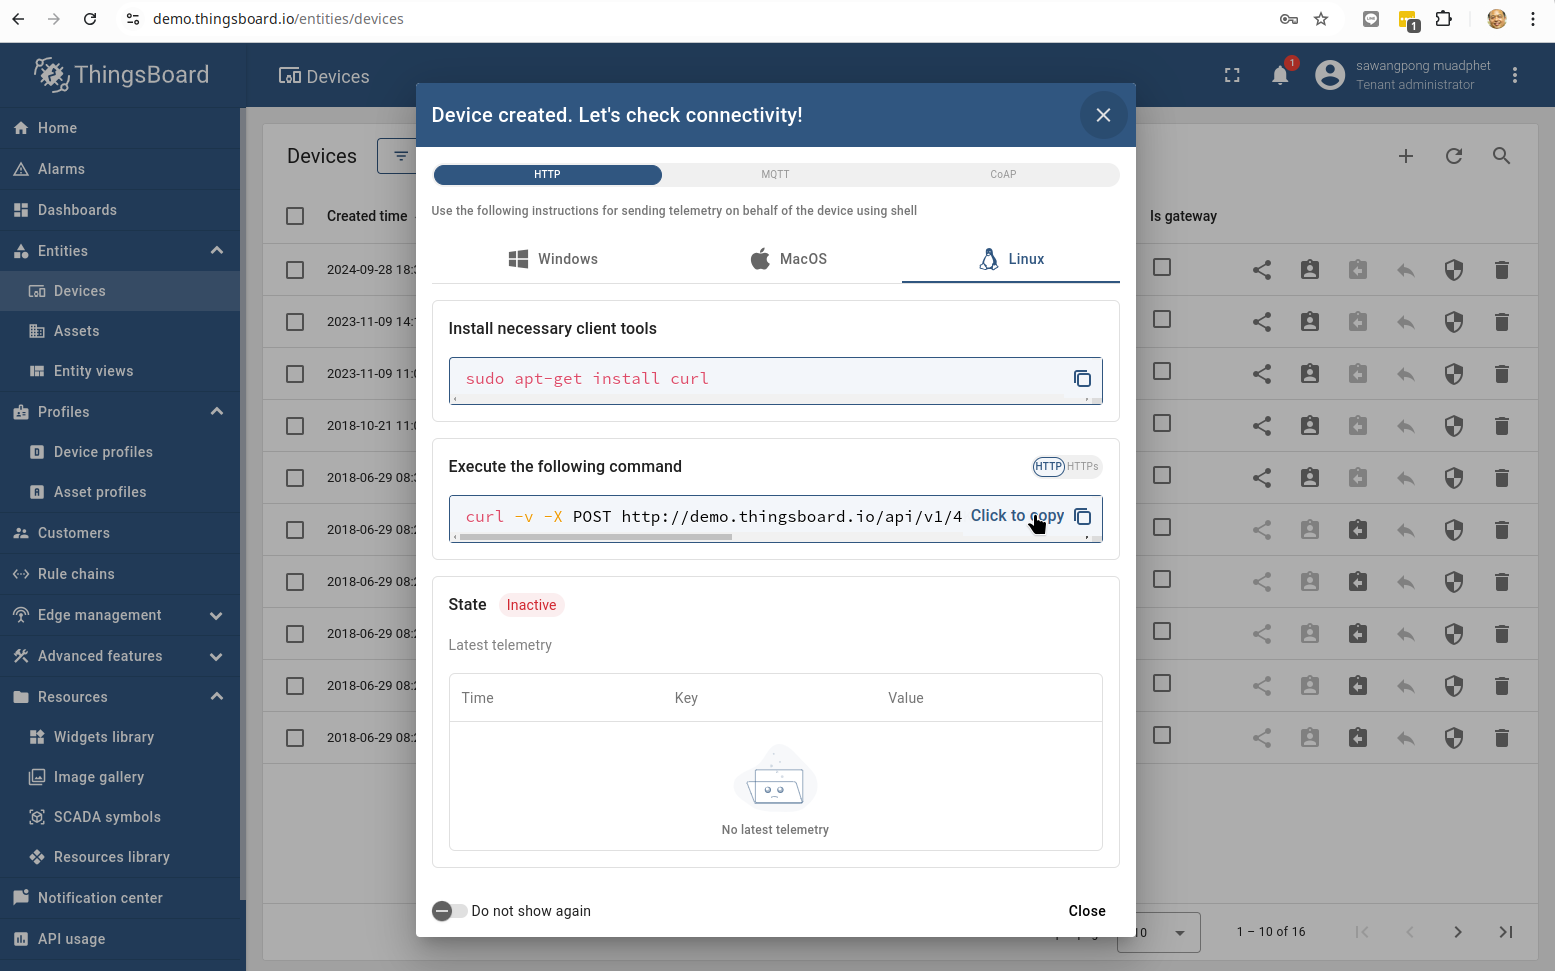 demo.thingsboard.io/entities/devices
1
ThingsBoard
Devices
1
sawangpong muadphet
Tenant administrator
Home
Alarms
Dashboards
Entities
Devices
Assets
Entity views
Profiles
Device profiles
Asset profiles
Customers
Rule chains
Edge management
Advanced features
Resources
Widgets library
Image gallery
SCADA symbols
Resources library
Notification center
API usage
Devices
Created time
Is gateway
2024-09-28 18:
2023-11-09 14:
2023-11-09 11:
2018-10-21 11:
2018-06-29 08:
2018-06-29 08:
2018-06-29 08:
2018-06-29 08:
2018-06-29 08:
2018-06-29 08:
Device created. Let's check connectivity!
HTTP
MQTT
CoAP
Use the following instructions for sending telemetry on behalf of the device using shell
Windows
MacOS
Linux
Install necessary client tools
sudo apt-get install curl
Execute the following command
HTTP HTTPs
curl -v -X POST http://demo.thingsboard.io/api/v1/4
Click to copy
State Inactive
Latest telemetry
Time Key Value
No latest telemetry
Do not show again
Close
10
1 – 10 of 16